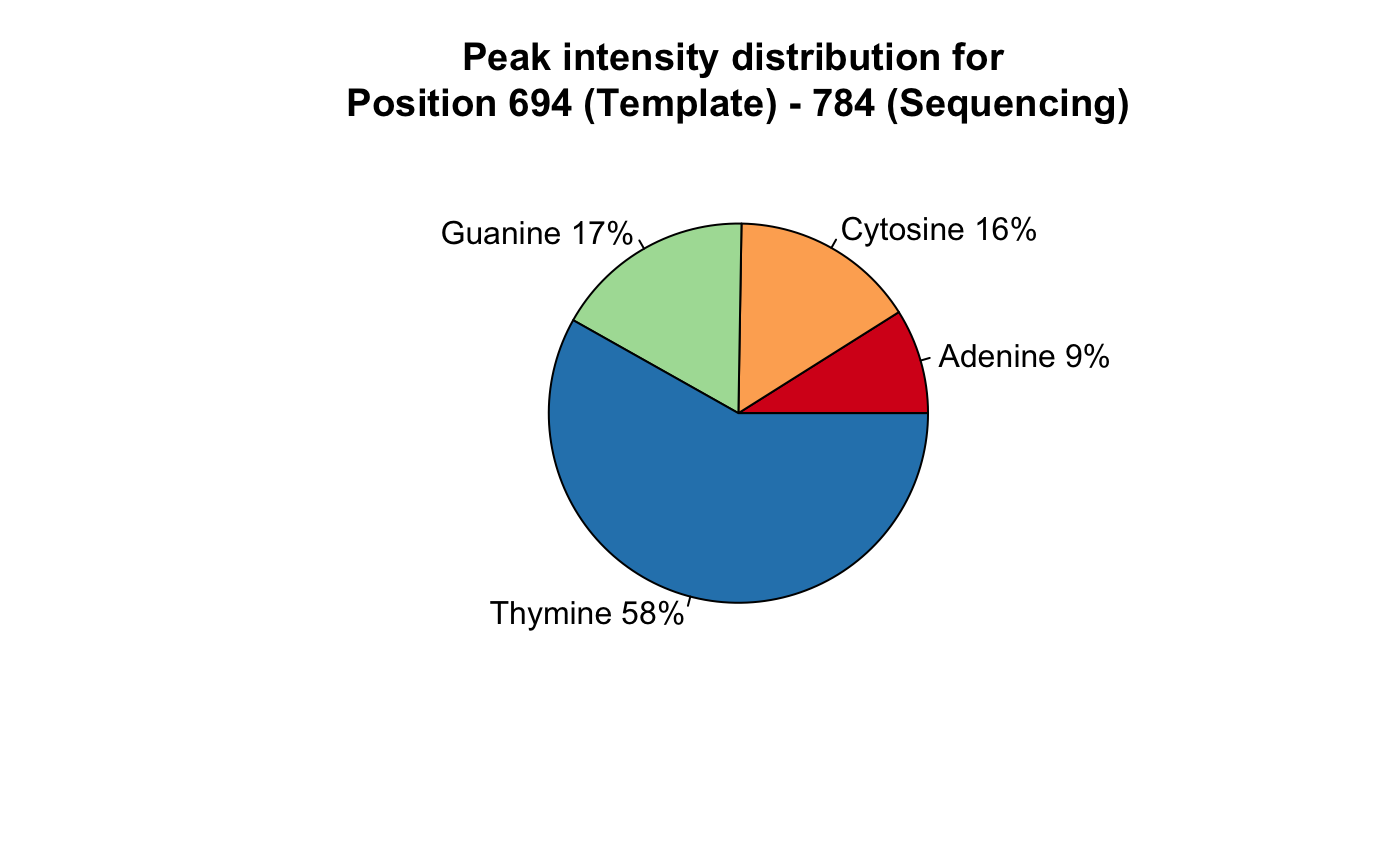 Peak intensity distribution for
Position 694 (Template) - 784 (Sequencing)
Guanine 17%
Cytosine 16%
Adenine 9%
Thymine 58%